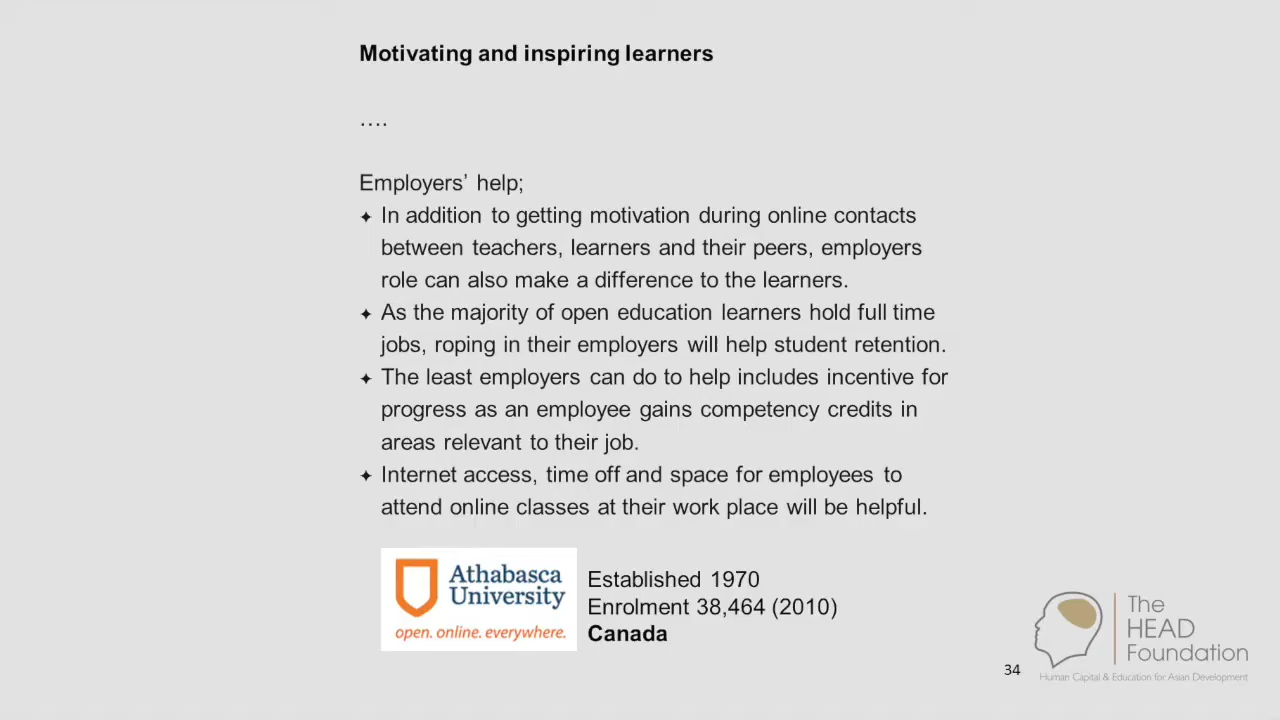 Motivating and inspiring learners
….
Employers’ help;
✦ In addition to getting motivation during online contacts
between teachers, learners and their peers, employers
role can also make a difference to the learners.
✦ As the majority of open education learners hold full time
jobs, roping in their employers will help student retention.
✦ The least employers can do to help includes incentive for
progress as an employee gains competency credits in
areas relevant to their job.
✦ Internet access, time off and space for employees to
attend online classes at their work place will be helpful.
Athabasca
University
open. online. everywhere.
Established 1970
Enrolment 38,464 (2010)
Canada
34
The
HEAD
Foundation
Human Capital & Education for Asian Development